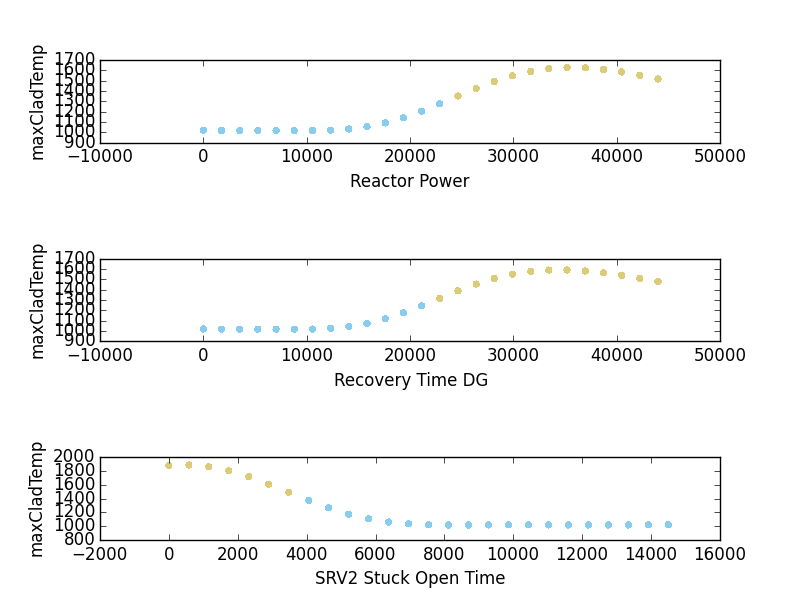 maxCladTemp
1700
1600
1500
1400
1300
1200
1100
1000
900
−10000 0 10000 20000 30000 40000 50000
Reactor Power
maxCladTemp
1700
1600
1500
1400
1300
1200
1100
1000
900
−10000 0 10000 20000 30000 40000 50000
Recovery Time DG
maxCladTemp
2000
1800
1600
1400
1200
1000
800
−2000 0 2000 4000 6000 8000 10000 12000 14000 16000
SRV2 Stuck Open Time